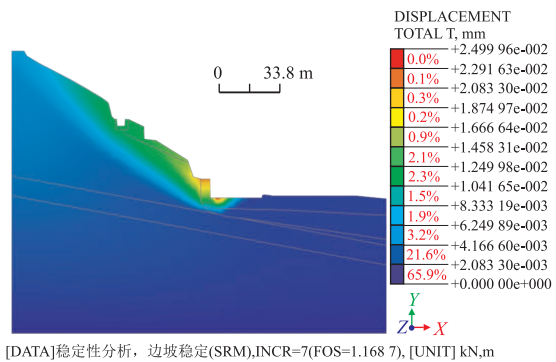 DISPLACEMENT
TOTAL T, mm
+2.499 96e-002
0.0%
+2.291 63e-002
0.1%
+2.083 30e-002
0.3%
+1.874 97e-002
0.2%
+1.666 64e-002
0.9%
+1.458 31e-002
2.1%
+1.249 98e-002
2.3%
+1.041 65e-002
1.5%
+8.333 19e-003
1.9%
+6.249 89e-003
3.2%
+4.166 60e-003
21.6%
+2.083 30e-003
65.9%
+0.000 00e+000
0 33.8 m
Y
Z X
[DATA]稳定性分析，边坡稳定(SRM),INCR=7(FOS=1.168 7), [UNIT] kN,m